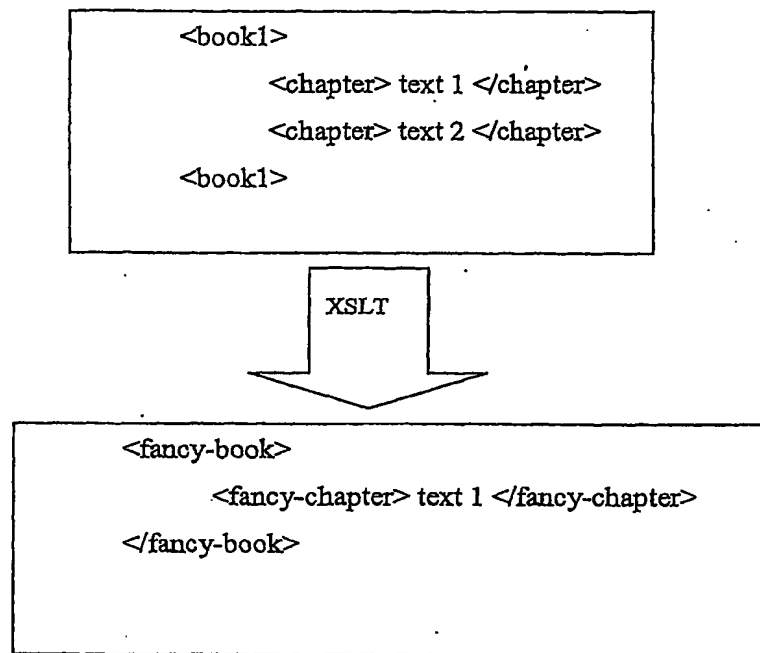 <book1>
<chapter> text 1 </chapter>
<chapter> text 2 </chapter>
<book1>
XSLT
<fancy-book>
<fancy-chapter> text 1 </fancy-chapter>
</fancy-book>